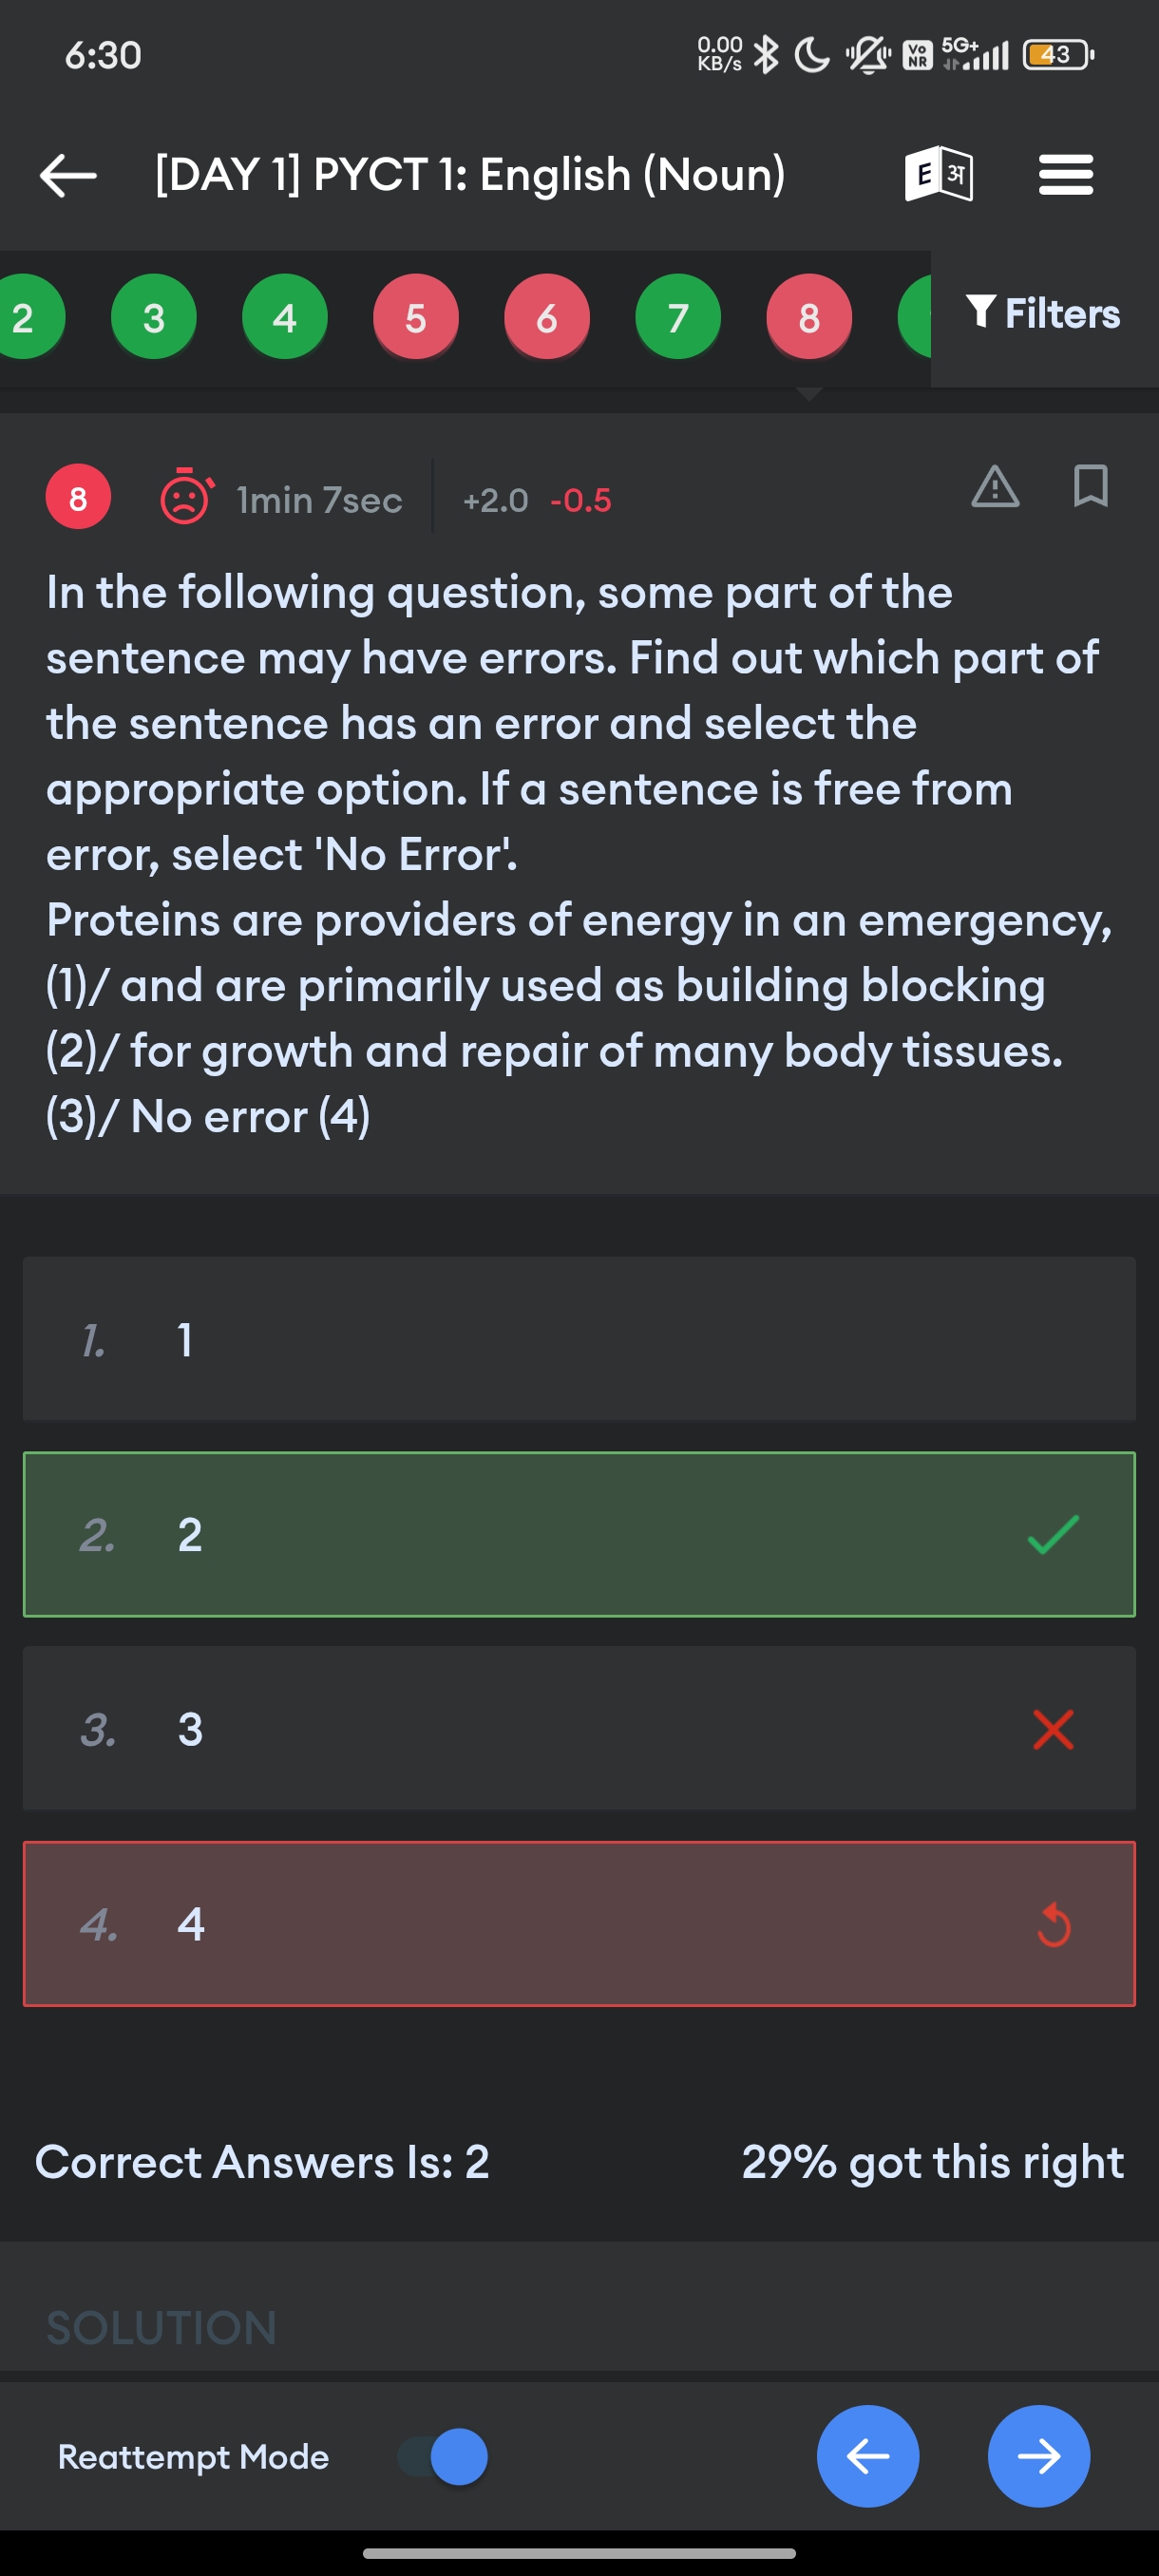 6:30
0.00
KB/s
Vo
NR
5G+
43
[DAY 1] PYCT 1: English (Noun)
E अ
2 3 4 5 6 7 8
Filters
8 1min 7sec +2.0 -0.5
In the following question, some part of the
sentence may have errors. Find out which part of
the sentence has an error and select the
appropriate option. If a sentence is free from
error, select 'No Error'.
Proteins are providers of energy in an emergency,
(1)/ and are primarily used as building blocking
(2)/ for growth and repair of many body tissues.
(3)/ No error (4)
1. 1
2. 2
3. 3
4. 4
Correct Answers Is: 2
29% got this right
SOLUTION
Reattempt Mode